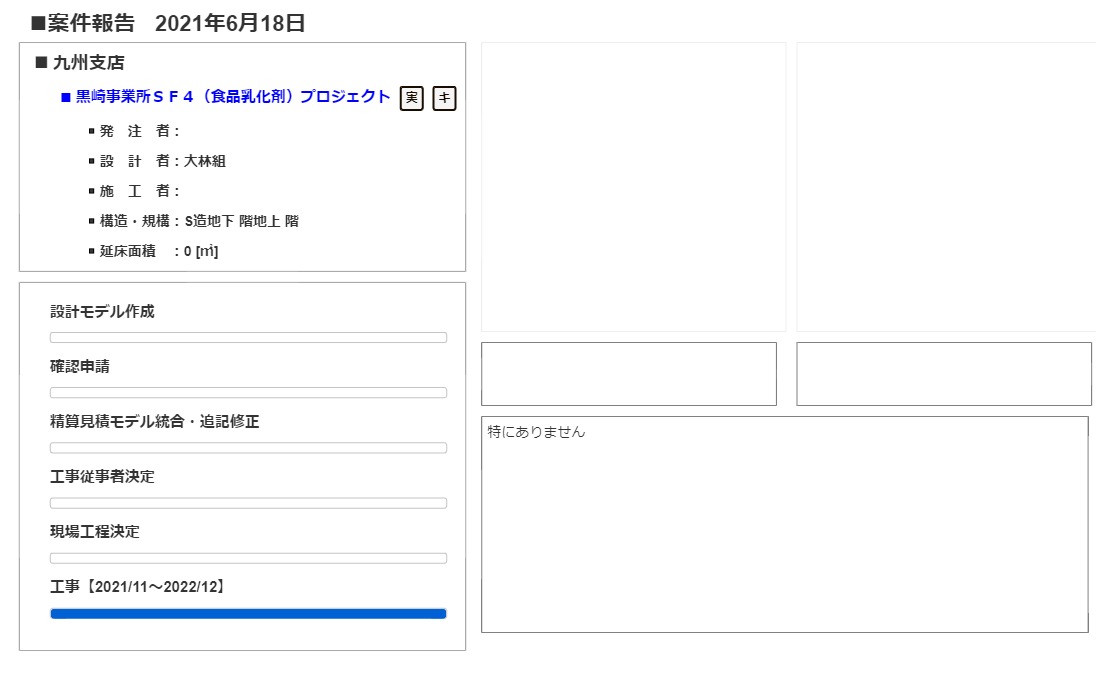 ■案件報告　2021年6月18日
■ 九州支店
■ 黒崎事業所ＳＦ４（食品乳化剤）プロジェクト 実 キ
▪ 発　注　者：
▪ 設　計　者：大林組
▪ 施　工　者：
▪ 構造・規構：S造地下 階地上 階
▪ 延床面積　：0 [㎡]
設計モデル作成
確認申請
精算見積モデル統合・追記修正
工事従事者決定
現場工程決定
工事【2021/11～2022/12】
特にありません